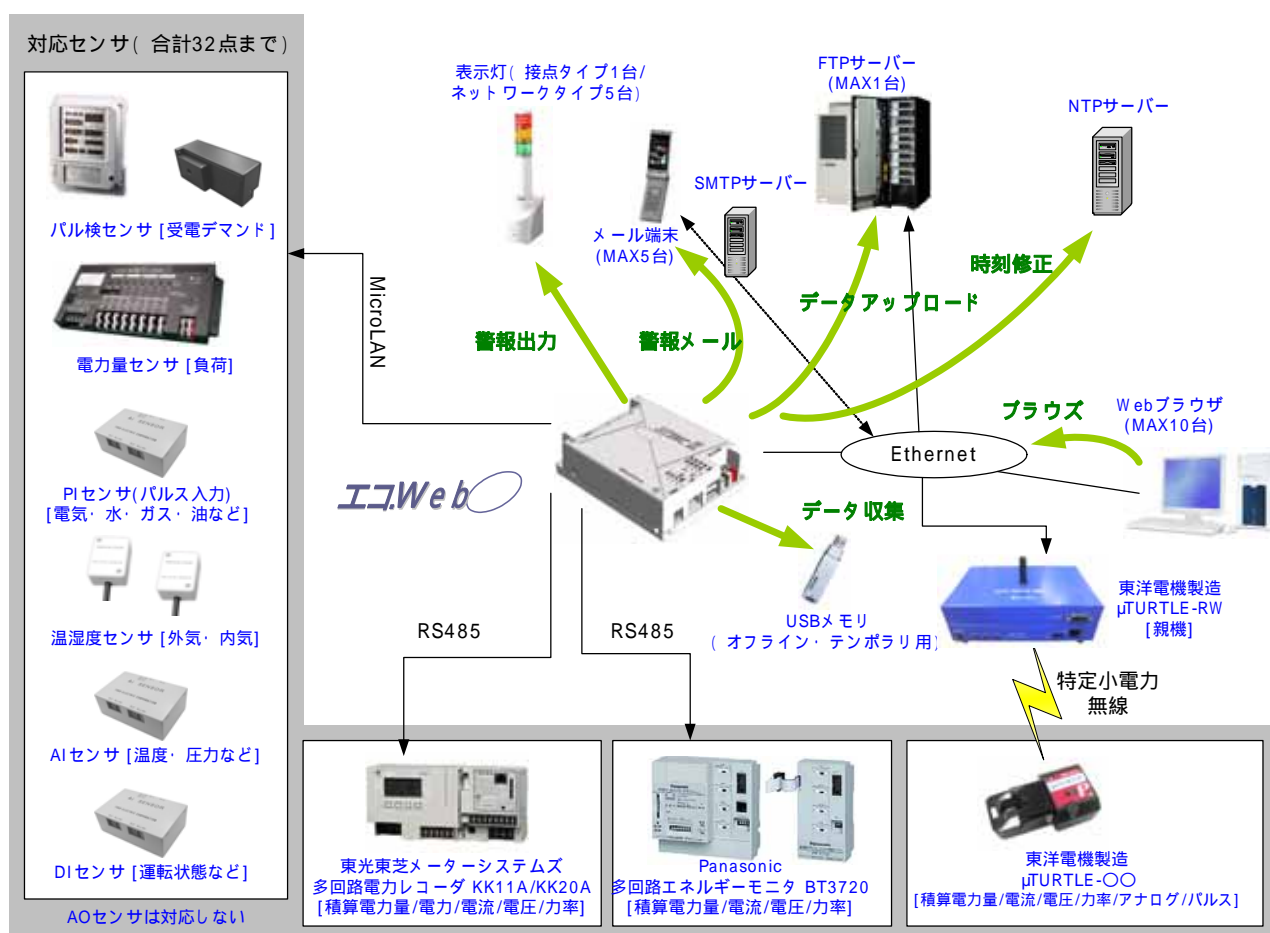 対応センサ( 合計32点まで)
パル検センサ [受電デマンド]
電力量センサ [負荷]
PIセンサ(パルス入力)
[電気・水・ガス・油など]
温湿度センサ [外気・内気]
AIセンサ [温度・圧力など]
DIセンサ [運転状態など]
AOセンサは対応しない
MicroLAN
表示灯( 接点タイプ1台/
ネットワークタイプ5台)
メール端末
(MAX5台)
SMTPサーバー
FTPサーバー
(MAX1台)
NTPサーバー
警報出力
警報メール
データアップロード
時刻修正
ブラウズ
Webブラウザ
(MAX10台)
Ethernet
エコ.Web
データ収集
USBメモリ
( オフライン・テンポラリ用)
東洋電機製造
μTURTLE-RW
[親機]
RS485
RS485
特定小電力
無線
東光東芝メーターシステムズ
多回路電力レコーダ KK11A/KK20A
[積算電力量/電力/電流/電圧/力率]
Panasonic
多回路エネルギーモニタ BT3720
[積算電力量/電流/電圧/力率]
東洋電機製造
μTURTLE-〇〇
[積算電力量/電流/電圧/力率/アナログ/パルス]